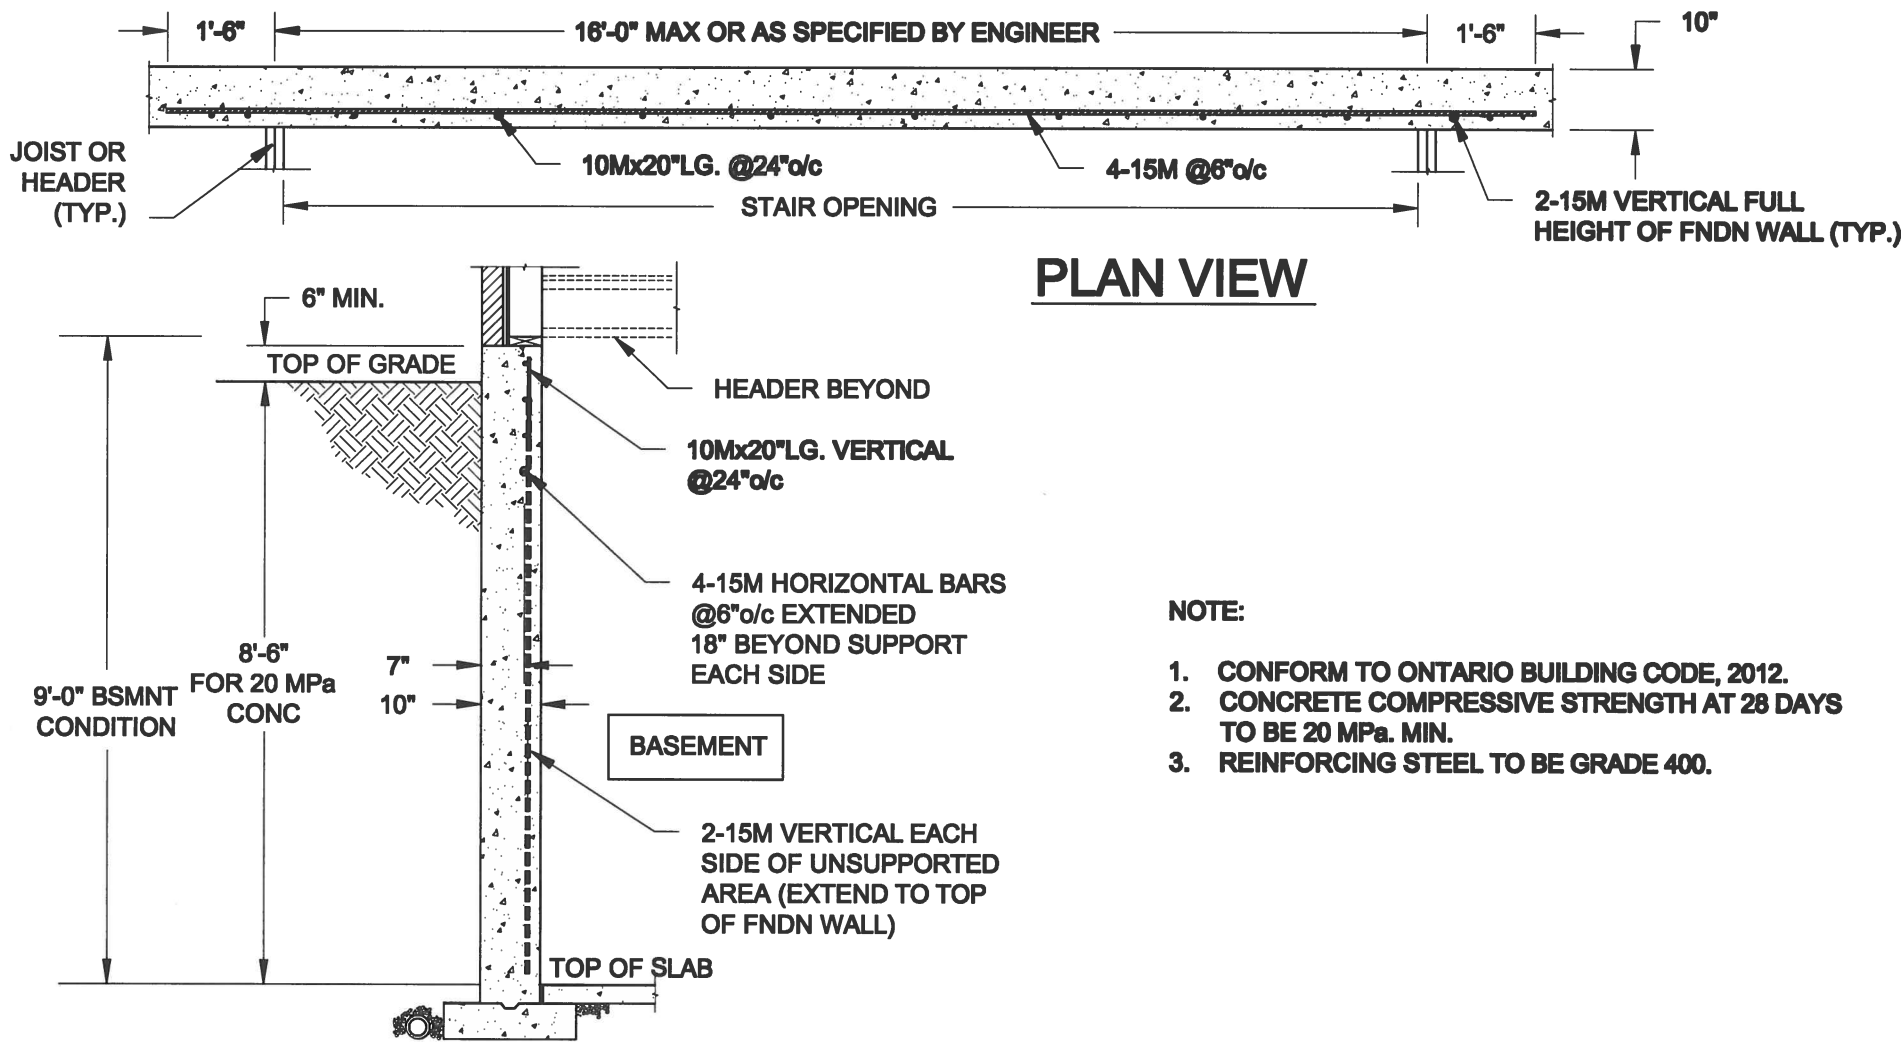 1'-6"
16'-0" MAX OR AS SPECIFIED BY ENGINEER
1'-6"
10"
JOIST OR
HEADER
(TYP.)
10Mx20"LG. @24"o/c
4-15M @6"o/c
STAIR OPENING
2-15M VERTICAL FULL
HEIGHT OF FNDN WALL (TYP.)
PLAN VIEW
6" MIN.
TOP OF GRADE
HEADER BEYOND
10Mx20"LG. VERTICAL
@24"o/c
4-15M HORIZONTAL BARS
@6"o/c EXTENDED
18" BEYOND SUPPORT
EACH SIDE
9'-0" BSMNT
CONDITION
8'-6"
FOR 20 MPa
CONC
7"
10"
BASEMENT
2-15M VERTICAL EACH
SIDE OF UNSUPPORTED
AREA (EXTEND TO TOP
OF FNDN WALL)
TOP OF SLAB
NOTE:
1. CONFORM TO ONTARIO BUILDING CODE, 2012.
2. CONCRETE COMPRESSIVE STRENGTH AT 28 DAYS
TO BE 20 MPa. MIN.
3. REINFORCING STEEL TO BE GRADE 400.